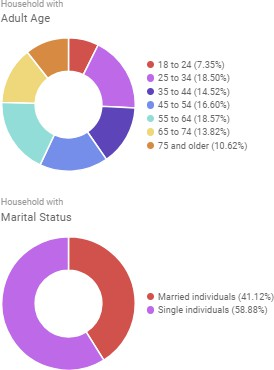 Household with
Adult Age
18 to 24 (7.35%)
25 to 34 (18.50%)
35 to 44 (14.52%)
45 to 54 (16.60%)
55 to 64 (18.57%)
65 to 74 (13.82%)
75 and older (10.62%)
Household with
Marital Status
Married individuals (41.12%)
Single individuals (58.88%)